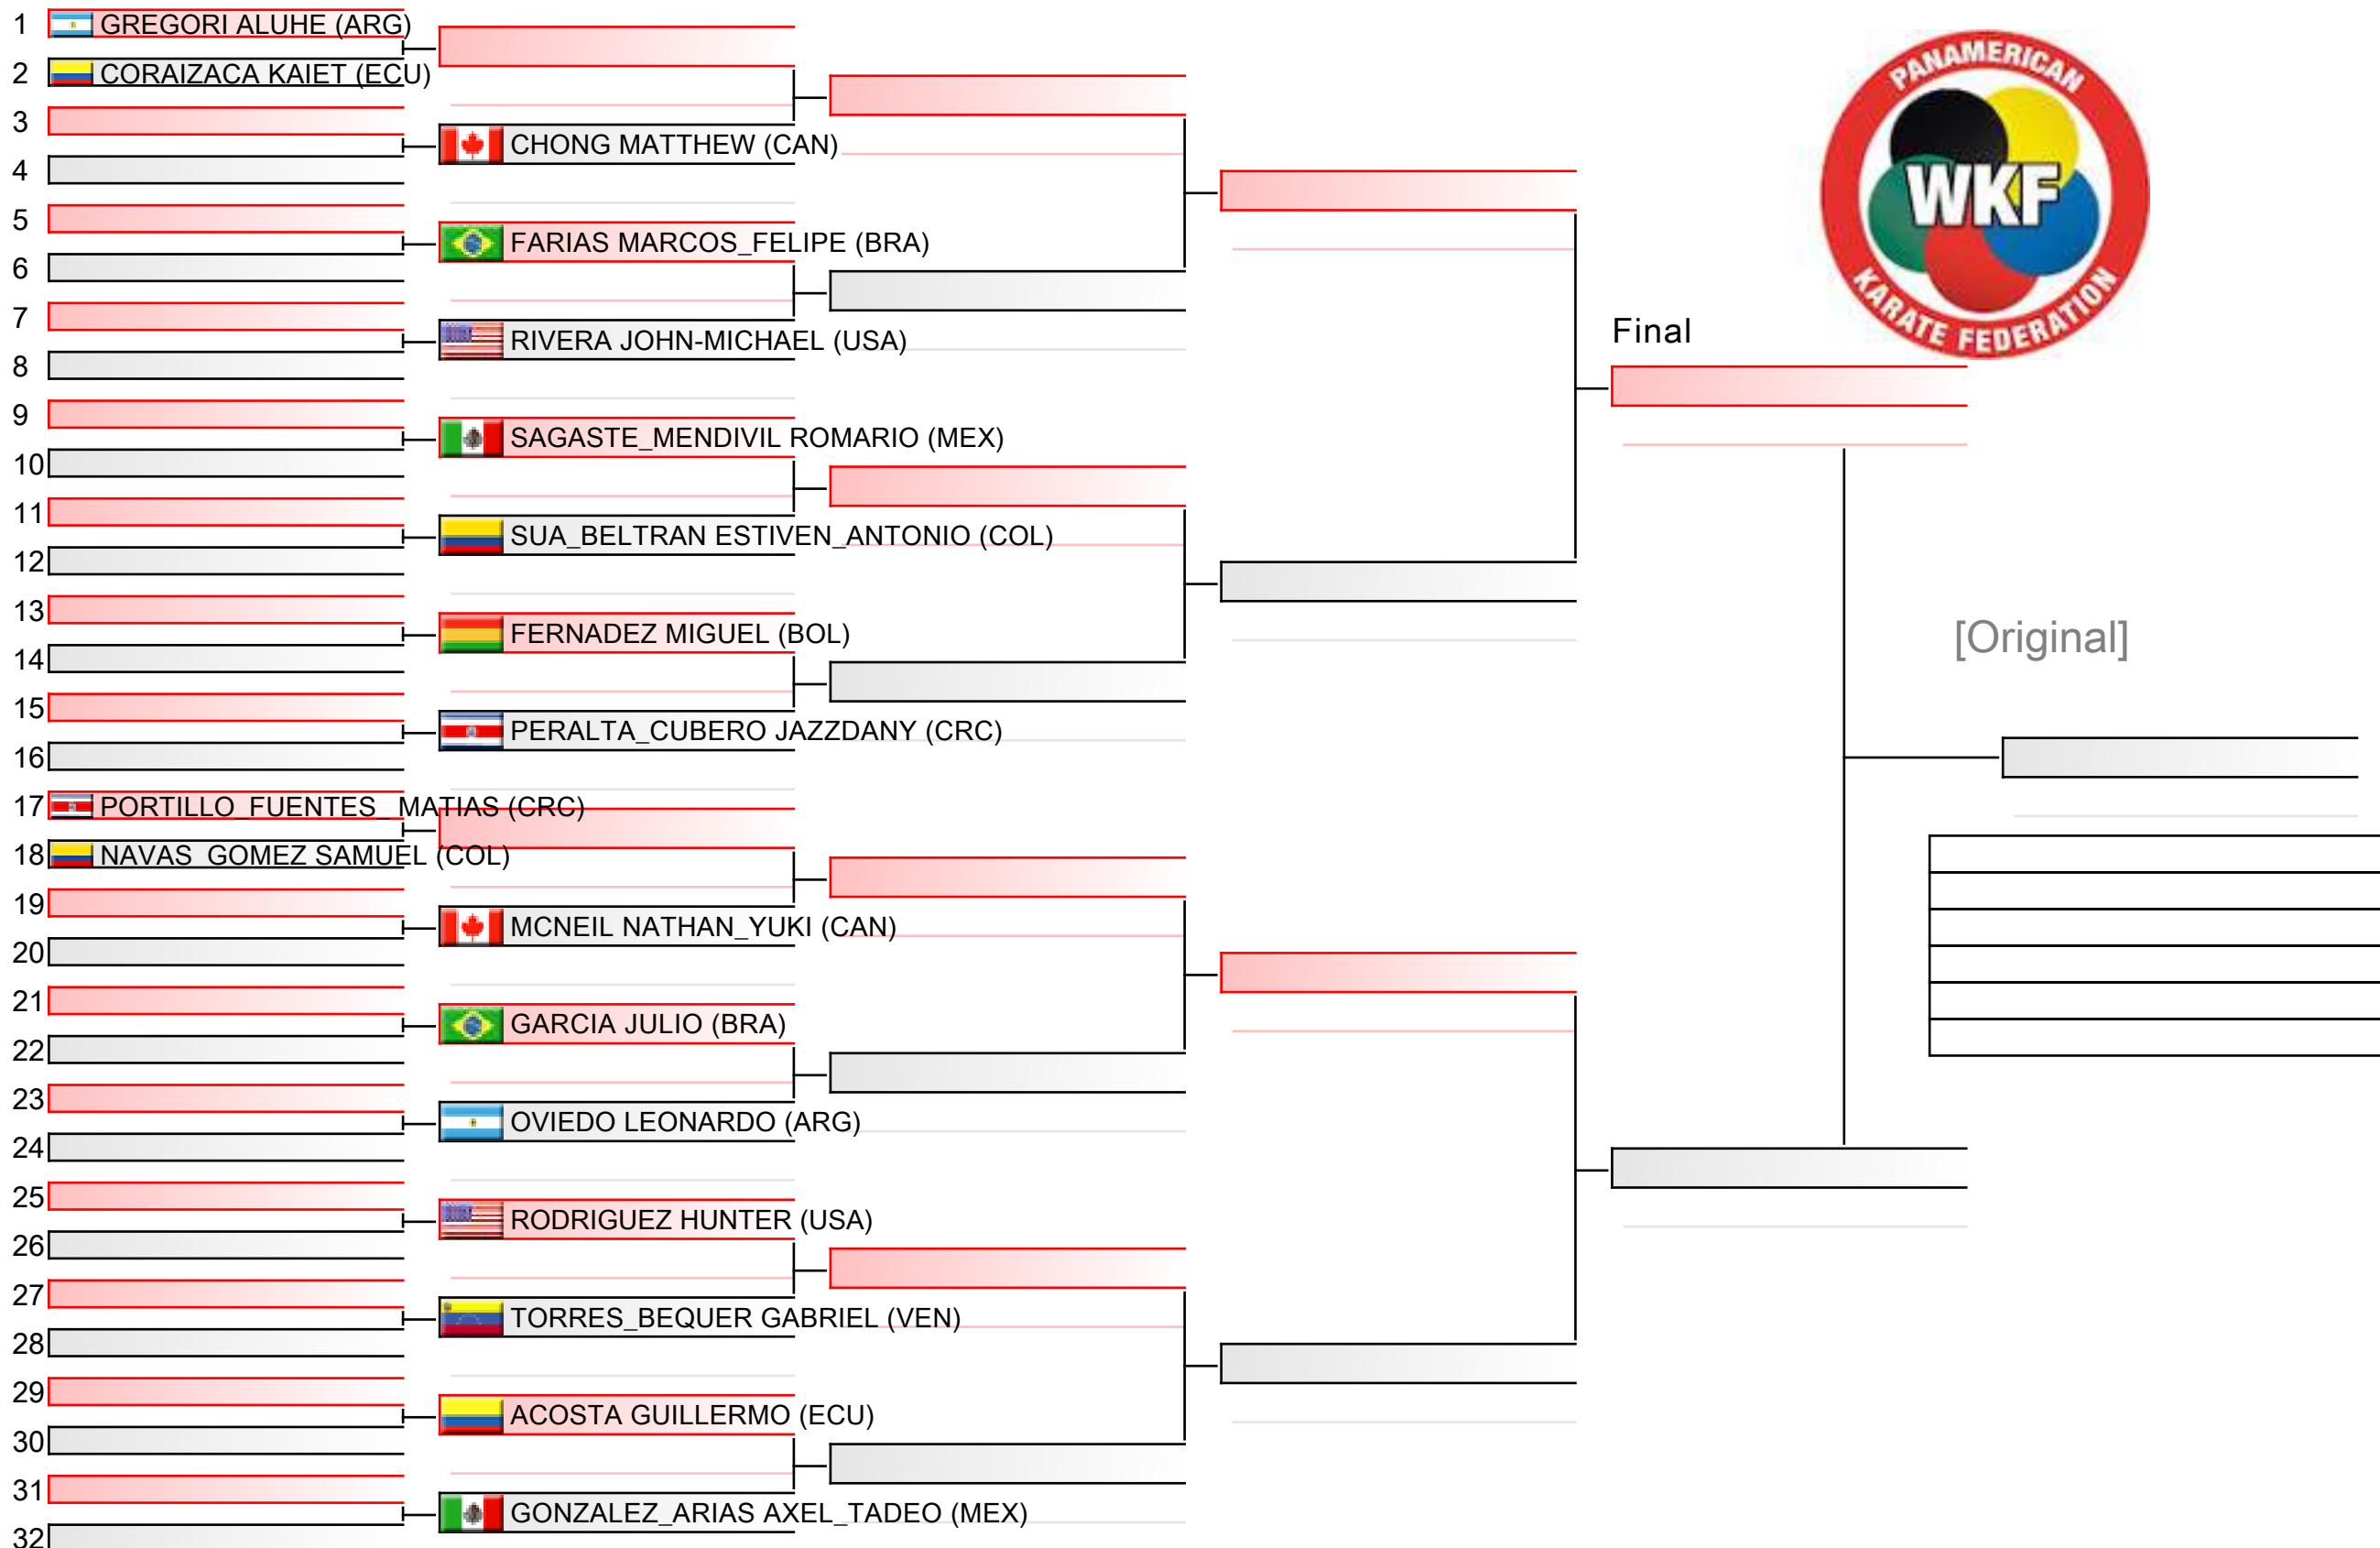 1 GREGORI ALUHE (ARG)
2 CORAIZACA KAIET (ECU)
3
CHONG MATTHEW (CAN)
4
5
FARIAS MARCOS_FELIPE (BRA)
6
7
RIVERA JOHN-MICHAEL (USA)
8
9
SAGASTE_MENDIVIL ROMARIO (MEX)
10
11
SUA_BELTRAN ESTIVEN_ANTONIO (COL)
12
13
FERNADEZ MIGUEL (BOL)
14
15
PERALTA_CUBERO JAZZDANY (CRC)
16
17 PORTILLO_FUENTES_ MATIAS (CRC)
18 NAVAS_GOMEZ SAMUEL (COL)
19
MCNEIL NATHAN_YUKI (CAN)
20
21
GARCIA JULIO (BRA)
22
23
OVIEDO LEONARDO (ARG)
24
25
RODRIGUEZ HUNTER (USA)
26
27
TORRES_BEQUER GABRIEL (VEN)
28
29
ACOSTA GUILLERMO (ECU)
30
31
GONZALEZ_ARIAS AXEL_TADEO (MEX)
32
PANAMERICAN
WKF
KARATE FEDERATION
Final
[Original]